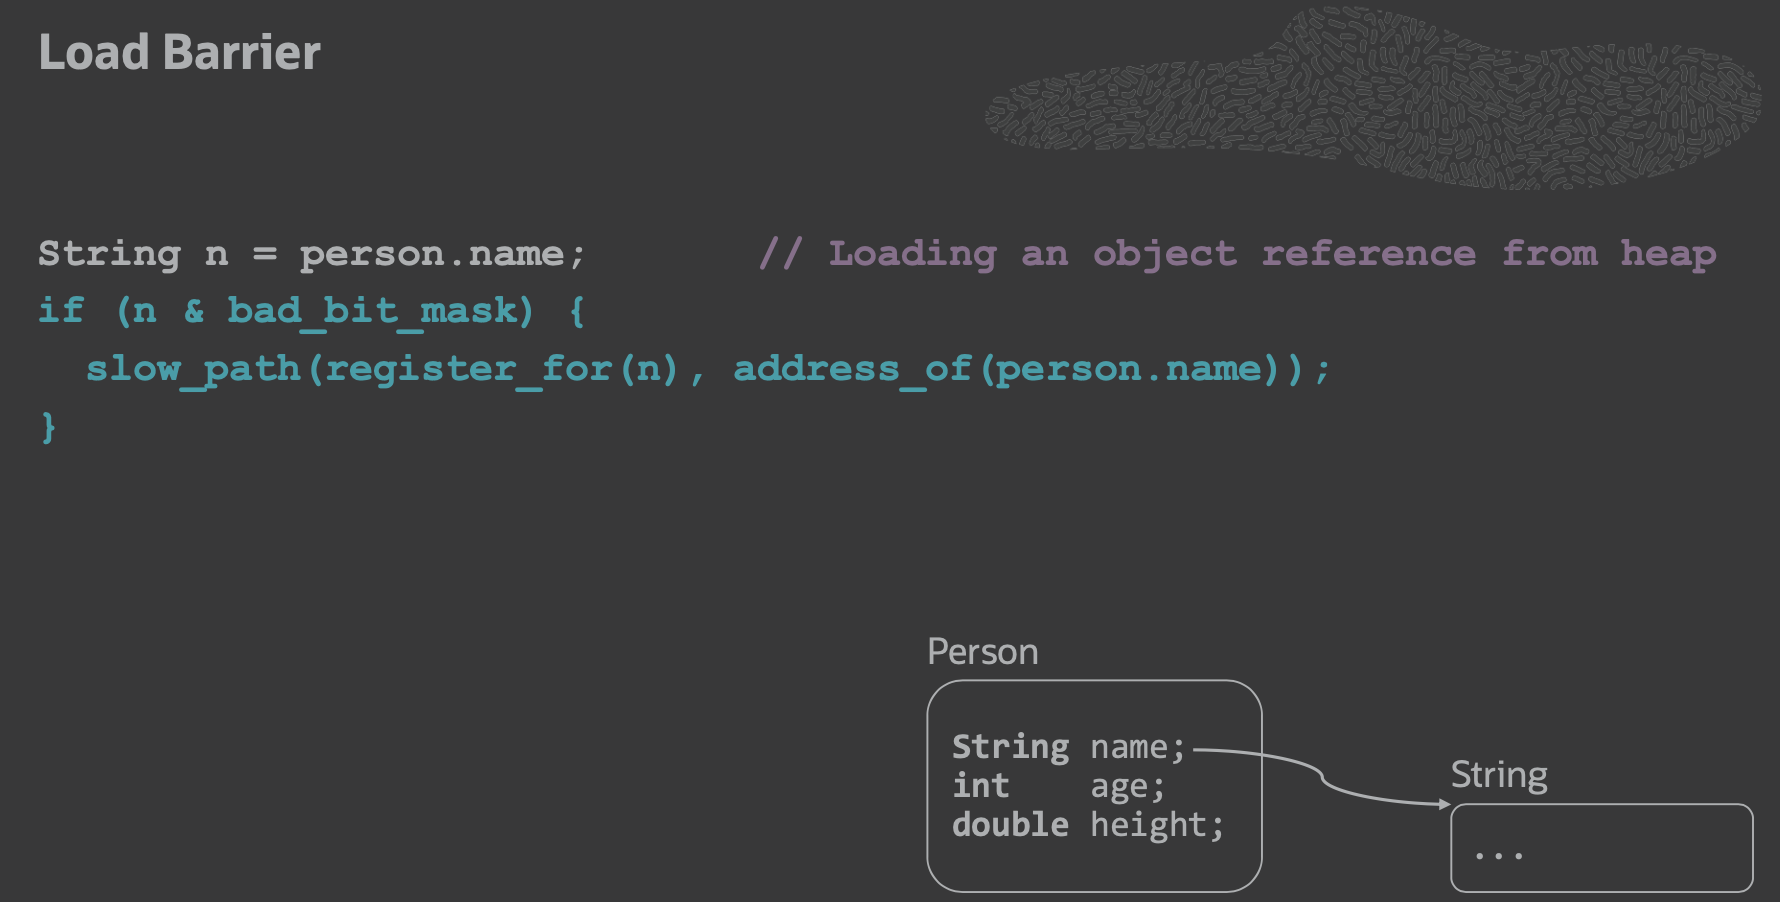 Load Barrier
String n = person.name;          // Loading an object reference from heap
if (n & bad_bit_mask) {
  slow_path(register_for(n), address_of(person.name));
}
Person
String name;
int    age;
double height;
String
...